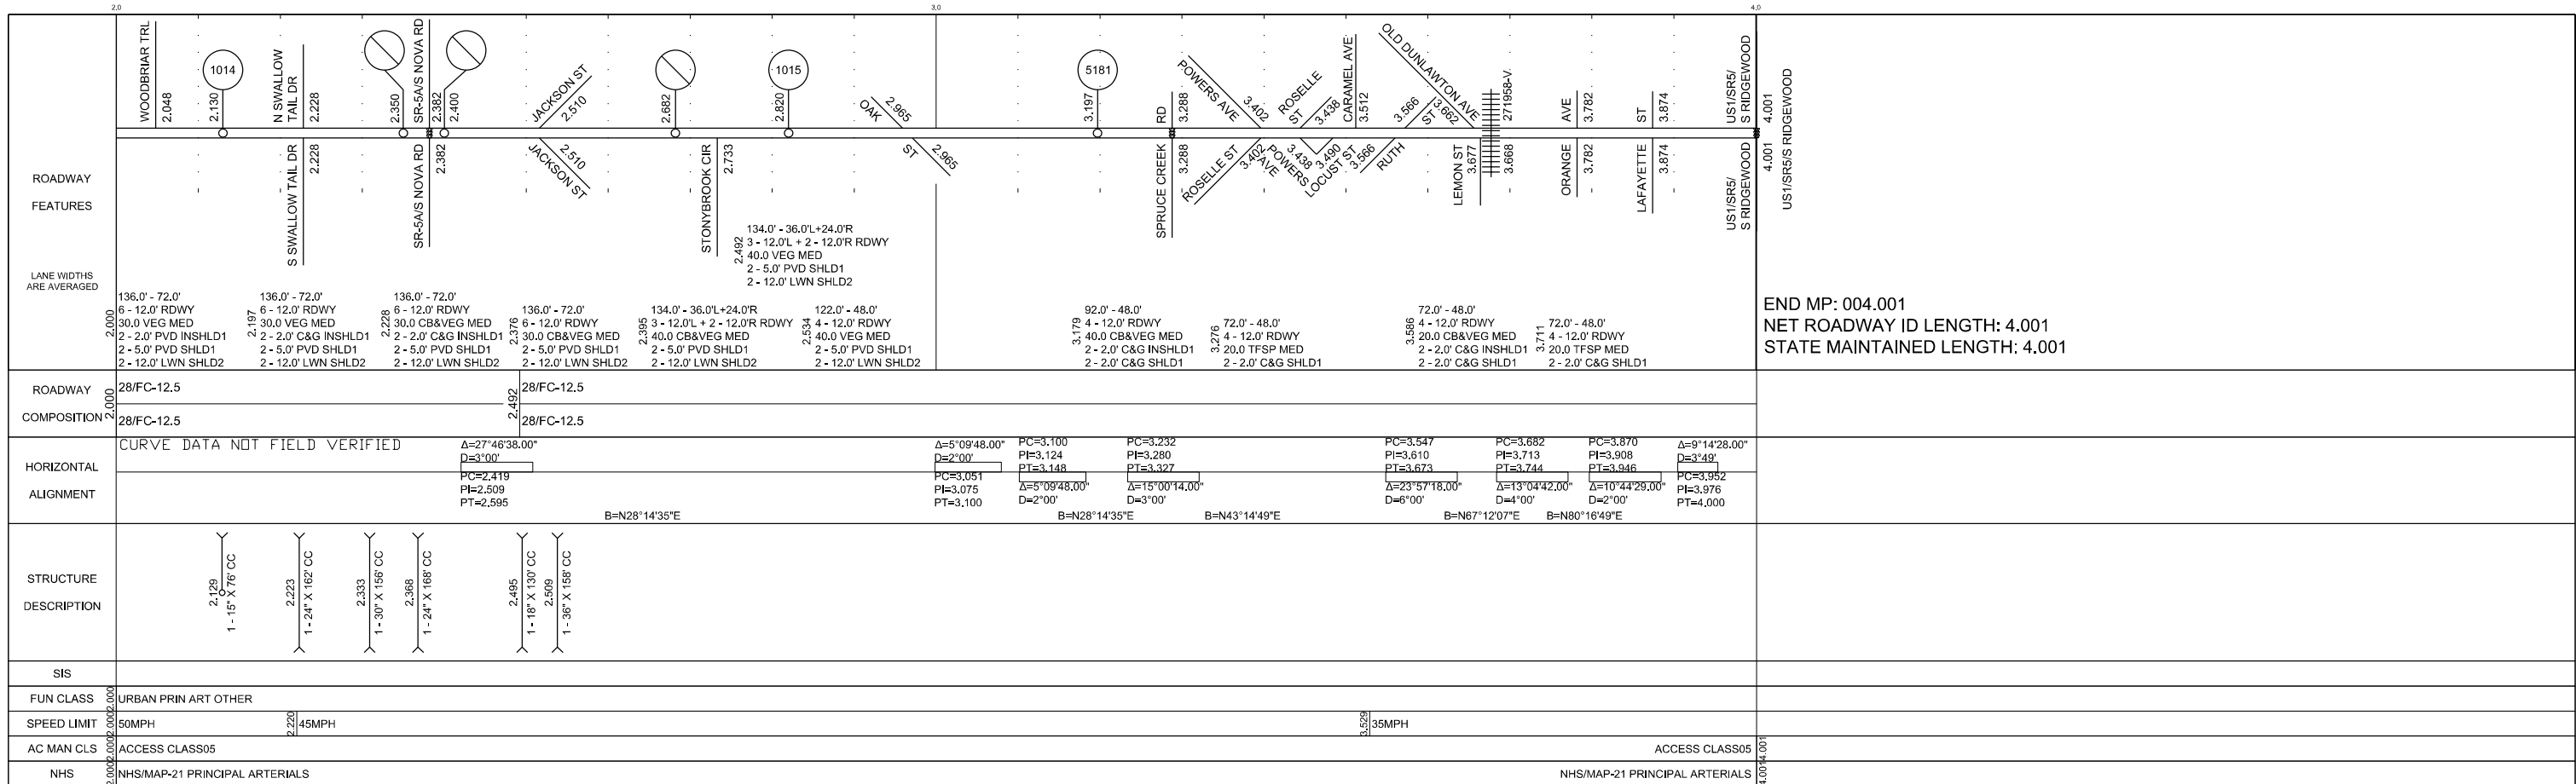 2.0
3.0
4.0
ROADWAY
FEATURES
LANE WIDTHS
ARE AVERAGED
WOODBRIAR TRL
2.048
1014
2.130
N SWALLOW
TAIL DR
2.228
2.350
SR-5A/S NOVA RD
2.382
2.400
JACKSON ST
2.510
2.682
1015
2.820
OAK
2.965
5181
3.197
RD
3.288
POWERS AVE
3.402
ROSELLE
ST
3.438
CARAMEL AVE
3.512
3.566
ST
OLD DUNLAWTON AVE
3.662
271958-V.
AVE
3.782
ST
3.874
US1/SR5/
S RIDGEWOOD
4.001
S SWALLOW TAIL DR
2.228
SR-5A/S NOVA RD
2.382
2.510
JACKSON ST
STONYBROOK CIR
2.733
ST
2.965
SPRUCE CREEK
3.288
ROSELLE ST
3.402
AVE
POWERS
3.438
3.490
LOCUST ST
3.566
RUTH
LEMON ST
3.677
3.668
ORANGE
3.782
LAFAYETTE
3.874
US1/SR5/
S RIDGEWOOD
4.001
4.001
US1/SR5/S RIDGEWOOD
2.492
134.0' - 36.0'L+24.0'R
3 - 12.0'L + 2 - 12.0'R RDWY
40.0 VEG MED
2 - 5.0' PVD SHLD1
2 - 12.0' LWN SHLD2
2.000
136.0' - 72.0'
6 - 12.0' RDWY
30.0 VEG MED
2 - 2.0' PVD INSHLD1
2 - 5.0' PVD SHLD1
2 - 12.0' LWN SHLD2
2.197
136.0' - 72.0'
6 - 12.0' RDWY
30.0 VEG MED
2 - 2.0' C&G INSHLD1
2 - 5.0' PVD SHLD1
2 - 12.0' LWN SHLD2
2.228
136.0' - 72.0'
6 - 12.0' RDWY
30.0 CB&VEG MED
2 - 2.0' C&G INSHLD1
2 - 5.0' PVD SHLD1
2 - 12.0' LWN SHLD2
2.376
136.0' - 72.0'
6 - 12.0' RDWY
30.0 CB&VEG MED
2 - 5.0' PVD SHLD1
2 - 12.0' LWN SHLD2
2.395
134.0' - 36.0'L+24.0'R
3 - 12.0'L + 2 - 12.0'R RDWY
40.0 CB&VEG MED
2 - 5.0' PVD SHLD1
2 - 12.0' LWN SHLD2
2.534
122.0' - 48.0'
4 - 12.0' RDWY
40.0 VEG MED
2 - 5.0' PVD SHLD1
2 - 12.0' LWN SHLD2
3.179
92.0' - 48.0'
4 - 12.0' RDWY
40.0 CB&VEG MED
2 - 2.0' C&G INSHLD1
2 - 2.0' C&G SHLD1
3.276
72.0' - 48.0'
4 - 12.0' RDWY
20.0 TFSP MED
2 - 2.0' C&G SHLD1
3.586
72.0' - 48.0'
4 - 12.0' RDWY
20.0 CB&VEG MED
2 - 2.0' C&G INSHLD1
2 - 2.0' C&G SHLD1
3.711
72.0' - 48.0'
4 - 12.0' RDWY
20.0 TFSP MED
2 - 2.0' C&G SHLD1
END MP: 004.001
NET ROADWAY ID LENGTH: 4.001
STATE MAINTAINED LENGTH: 4.001
ROADWAY
COMPOSITION
2.000
28/FC-12.5
28/FC-12.5
2.492
28/FC-12.5
28/FC-12.5
HORIZONTAL
ALIGNMENT
CURVE DATA NOT FIELD VERIFIED
Δ=27°46'38.00"
D=3°00'
PC=2.419
PI=2.509
PT=2.595
B=N28°14'35"E
Δ=5°09'48.00"
D=2°00'
PC=3.051
PI=3.075
PT=3.100
PC=3.100
PI=3.124
PT=3.148
Δ=5°09'48.00"
D=2°00'
B=N28°14'35"E
PC=3.232
PI=3.280
PT=3.327
Δ=15°00'14.00"
D=3°00'
B=N43°14'49"E
PC=3.547
PI=3.610
PT=3.673
Δ=23°57'18.00"
D=6°00'
B=N67°12'07"E
PC=3.682
PI=3.713
PT=3.744
Δ=13°04'42.00"
D=4°00'
B=N80°16'49"E
PC=3.870
PI=3.908
PT=3.946
Δ=10°44'29.00"
D=2°00'
Δ=9°14'28.00"
D=3°49'
PC=3.952
PI=3.976
PT=4.000
STRUCTURE
DESCRIPTION
2.129
1 - 15" X 76' CC
2.223
1 - 24" X 162' CC
2.333
1 - 30" X 156' CC
2.368
1 - 24" X 168' CC
2.495
1 - 18" X 130' CC
2.509
1 - 36" X 158' CC
SIS
FUN CLASS
2.000
URBAN PRIN ART OTHER
SPEED LIMIT
2.000
50MPH
2.220
45MPH
3.529
35MPH
AC MAN CLS
2.000
ACCESS CLASS05
ACCESS CLASS05
4.001
NHS
2.000
NHS/MAP-21 PRINCIPAL ARTERIALS
NHS/MAP-21 PRINCIPAL ARTERIALS
4.001